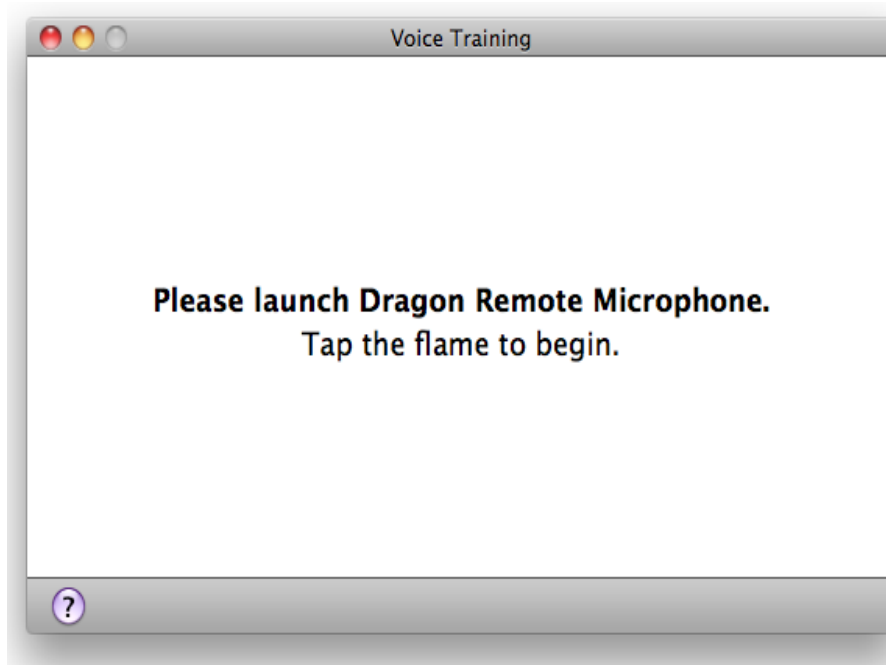 Voice Training
Please launch Dragon Remote Microphone.
Tap the flame to begin.
?